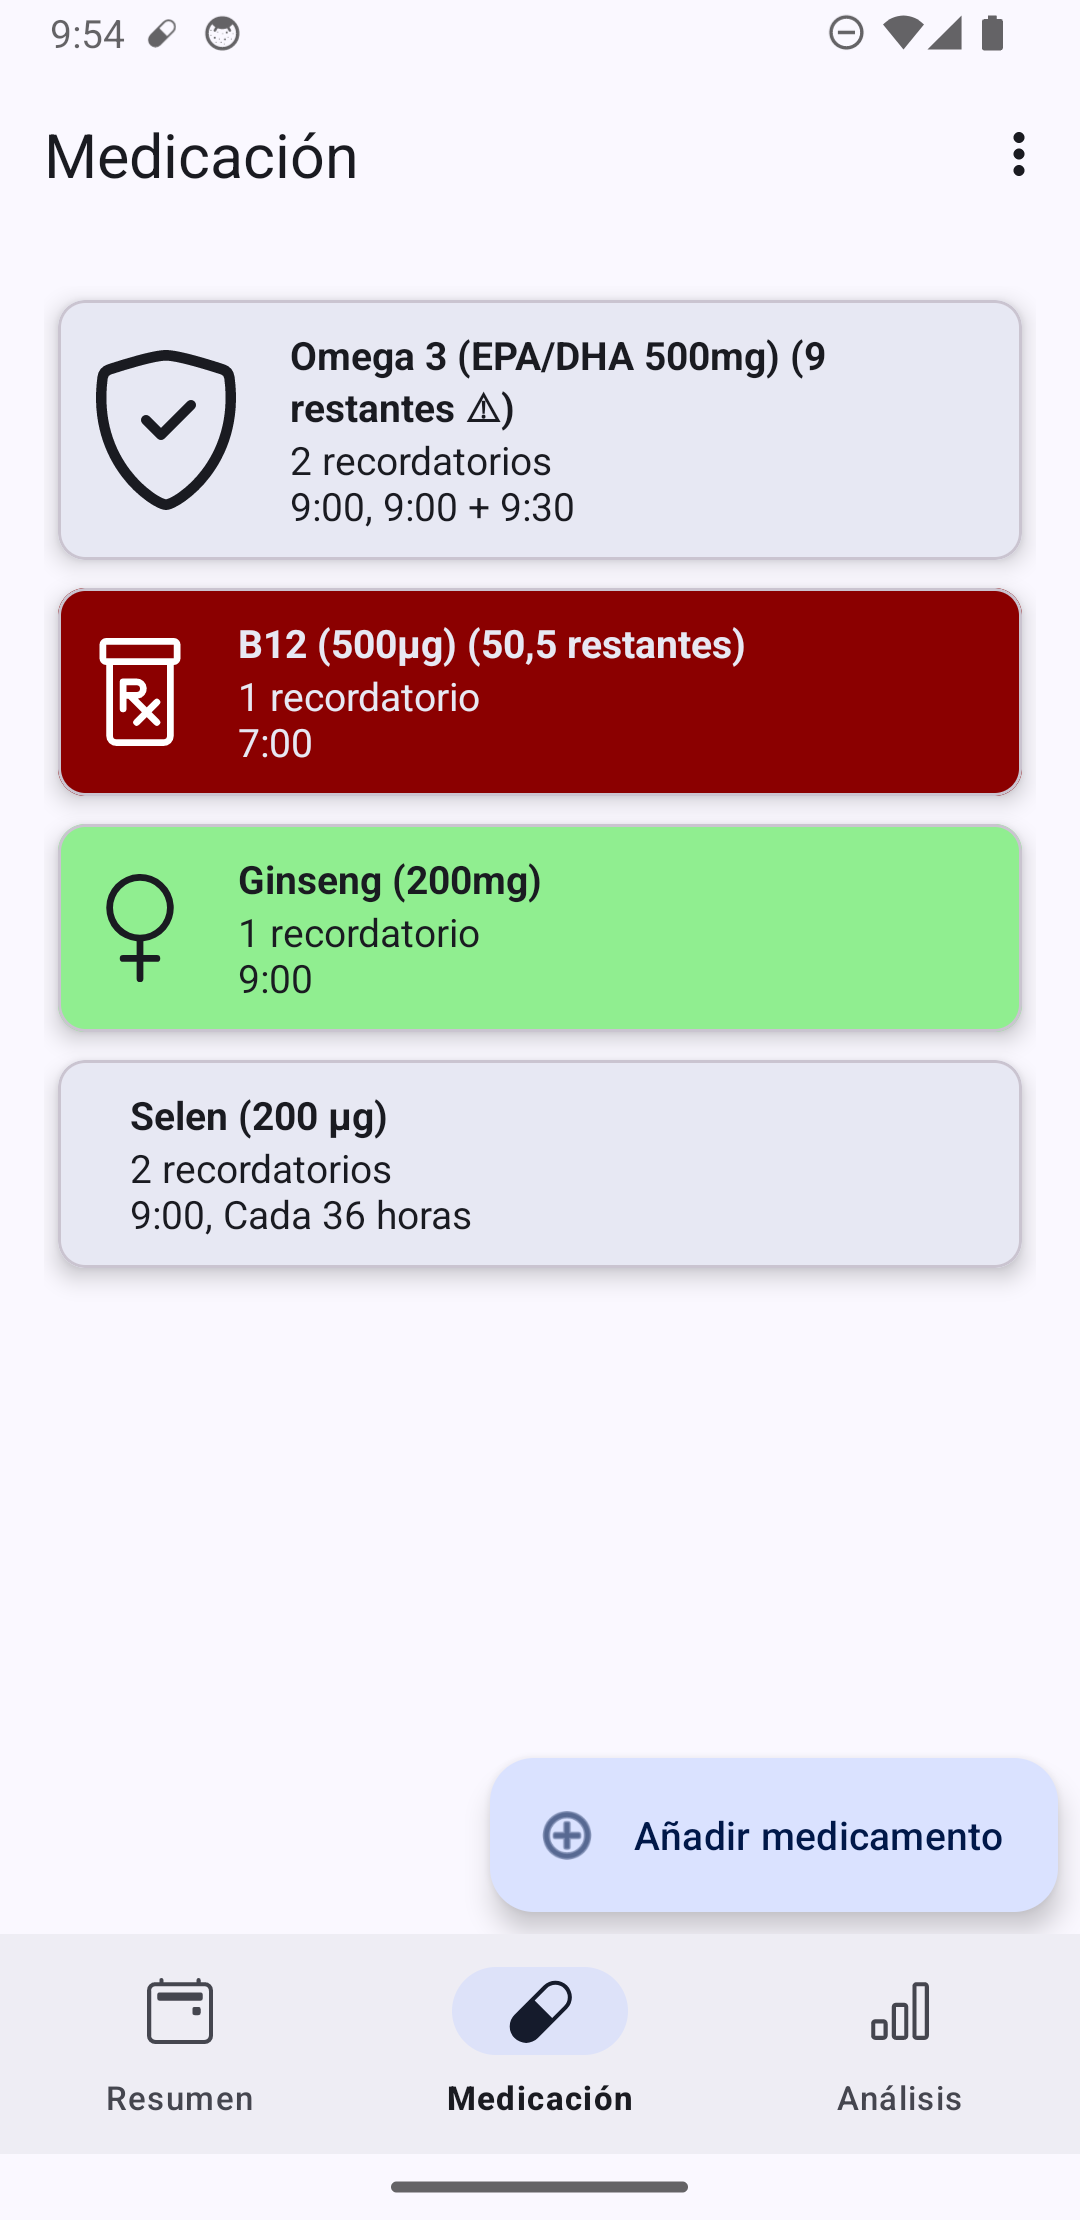 9:54
Medicación
Omega 3 (EPA/DHA 500mg) (9
restantes ⚠)
2 recordatorios
9:00, 9:00 + 9:30
B12 (500µg) (50,5 restantes)
1 recordatorio
7:00
Ginseng (200mg)
1 recordatorio
9:00
Selen (200 µg)
2 recordatorios
9:00, Cada 36 horas
Añadir medicamento
Resumen
Medicación
Análisis